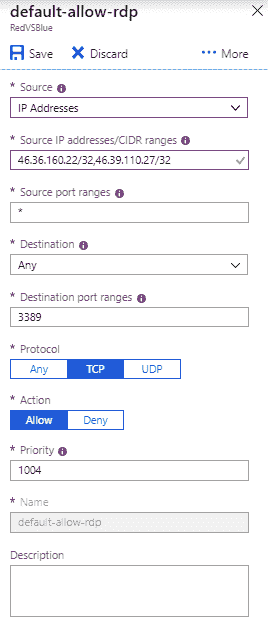 default-allow-rdp
RedVSBlue
Save Discard ··· More
* Source
IP Addresses
* Source IP addresses/CIDR ranges
46.36.160.22/32,46.39.110.27/32
* Source port ranges
*
* Destination
Any
* Destination port ranges
3389
* Protocol
Any TCP UDP
* Action
Allow Deny
* Priority
1004
* Name
default-allow-rdp
Description